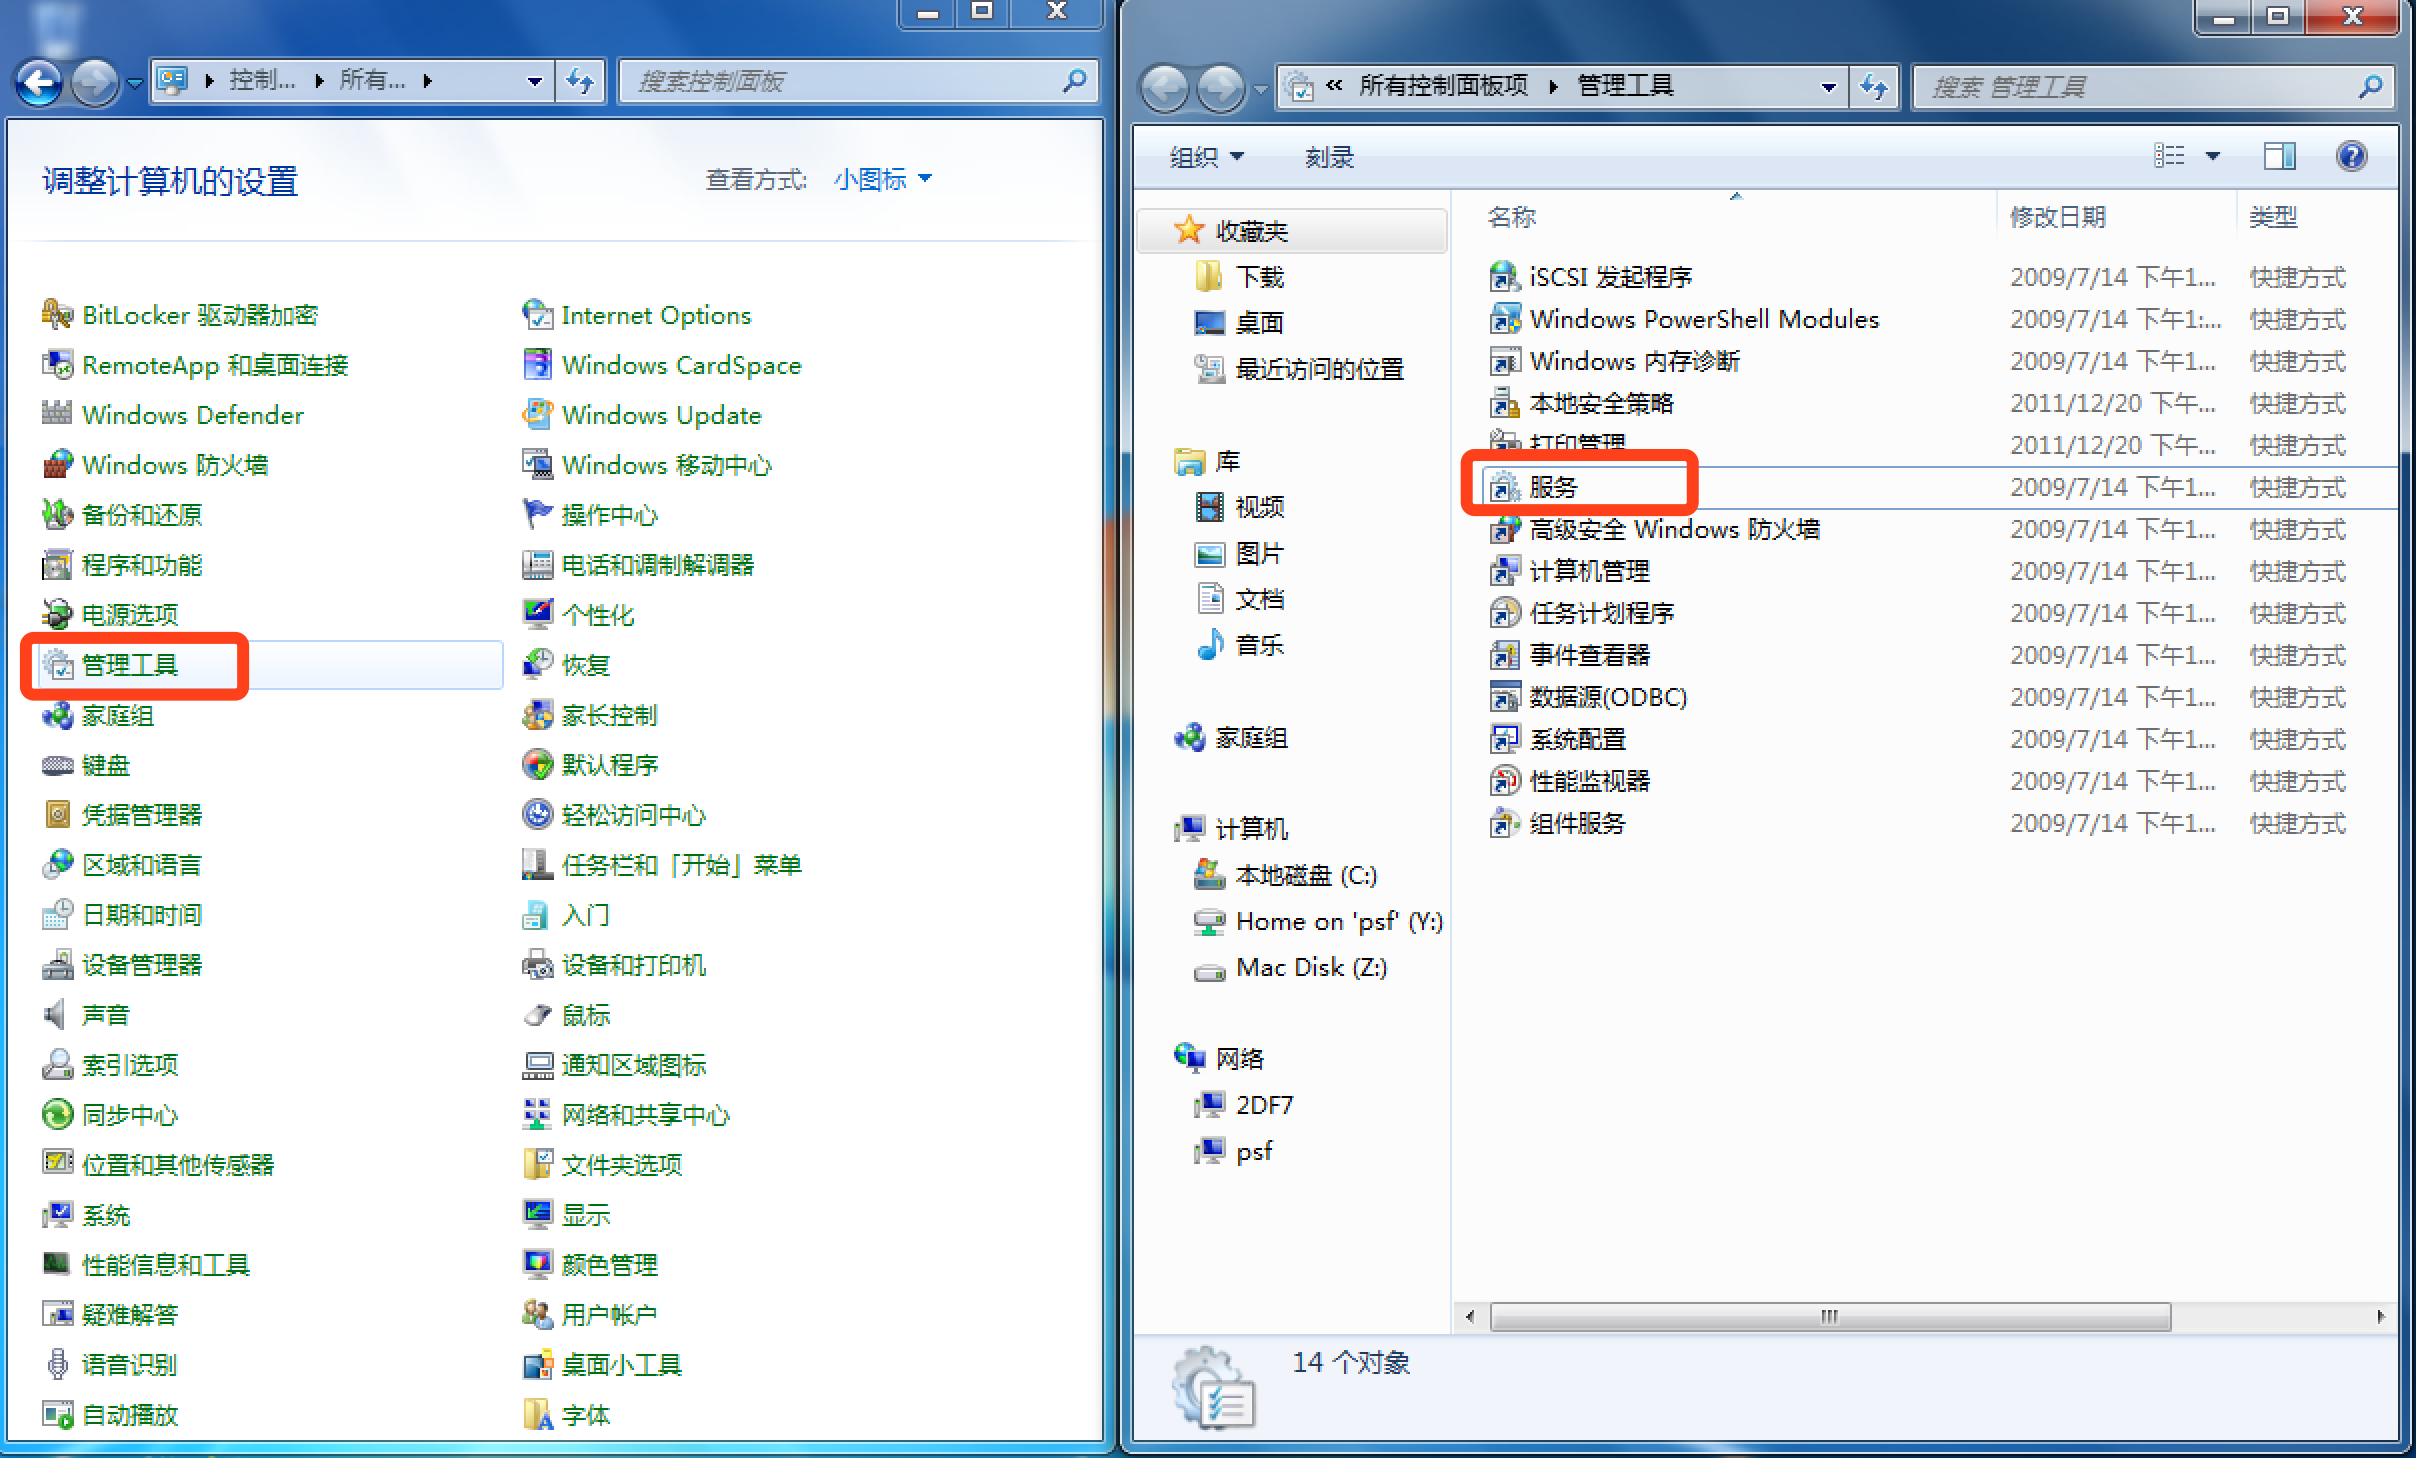 控制... 所有...
搜索控制面板
调整计算机的设置
查看方式: 小图标
BitLocker 驱动器加密
RemoteApp 和桌面连接
Windows Defender
Windows 防火墙
备份和还原
程序和功能
电源选项
管理工具
家庭组
键盘
凭据管理器
区域和语言
日期和时间
设备管理器
声音
索引选项
同步中心
位置和其他传感器
系统
性能信息和工具
疑难解答
语音识别
自动播放
Internet Options
Windows CardSpace
Windows Update
Windows 移动中心
操作中心
电话和调制解调器
个性化
恢复
家长控制
默认程序
轻松访问中心
任务栏和「开始」菜单
入门
设备和打印机
鼠标
通知区域图标
网络和共享中心
文件夹选项
显示
颜色管理
用户帐户
桌面小工具
字体
« 所有控制面板项 管理工具
搜索 管理工具
组织 刻录
收藏夹
下载
桌面
最近访问的位置
库
视频
图片
文档
音乐
家庭组
计算机
本地磁盘 (C:)
Home on 'psf' (Y:)
Mac Disk (Z:)
网络
2DF7
psf
名称 修改日期 类型
iSCSI 发起程序 2009/7/14 下午1... 快捷方式
Windows PowerShell Modules 2009/7/14 下午1:... 快捷方式
Windows 内存诊断 2009/7/14 下午1... 快捷方式
本地安全策略 2011/12/20 下午... 快捷方式
打印管理 2011/12/20 下午... 快捷方式
服务 2009/7/14 下午1... 快捷方式
高级安全 Windows 防火墙 2009/7/14 下午1... 快捷方式
计算机管理 2009/7/14 下午1... 快捷方式
任务计划程序 2009/7/14 下午1... 快捷方式
事件查看器 2009/7/14 下午1... 快捷方式
数据源(ODBC) 2009/7/14 下午1... 快捷方式
系统配置 2009/7/14 下午1... 快捷方式
性能监视器 2009/7/14 下午1... 快捷方式
组件服务 2009/7/14 下午1... 快捷方式
14 个对象